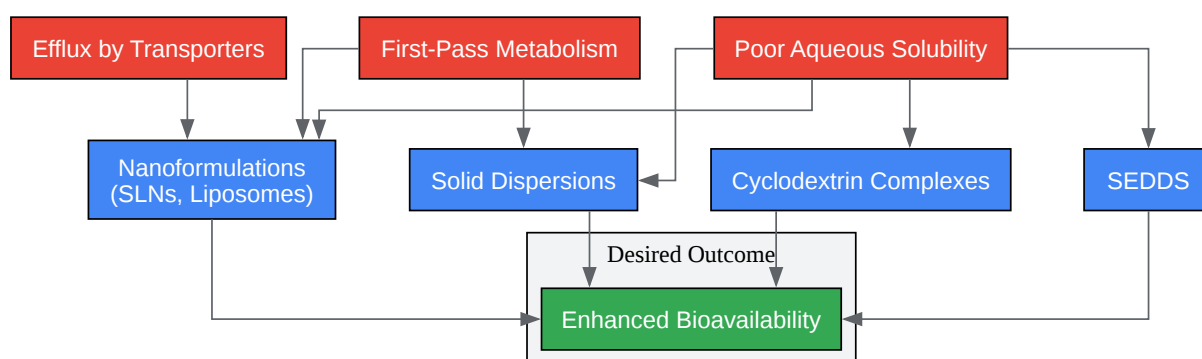 Efflux by Transporters
First-Pass Metabolism
Poor Aqueous Solubility
Nanoformulations
(SLNs, Liposomes)
Solid Dispersions
Cyclodextrin Complexes
SEDDS
Desired Outcome
Enhanced Bioavailability